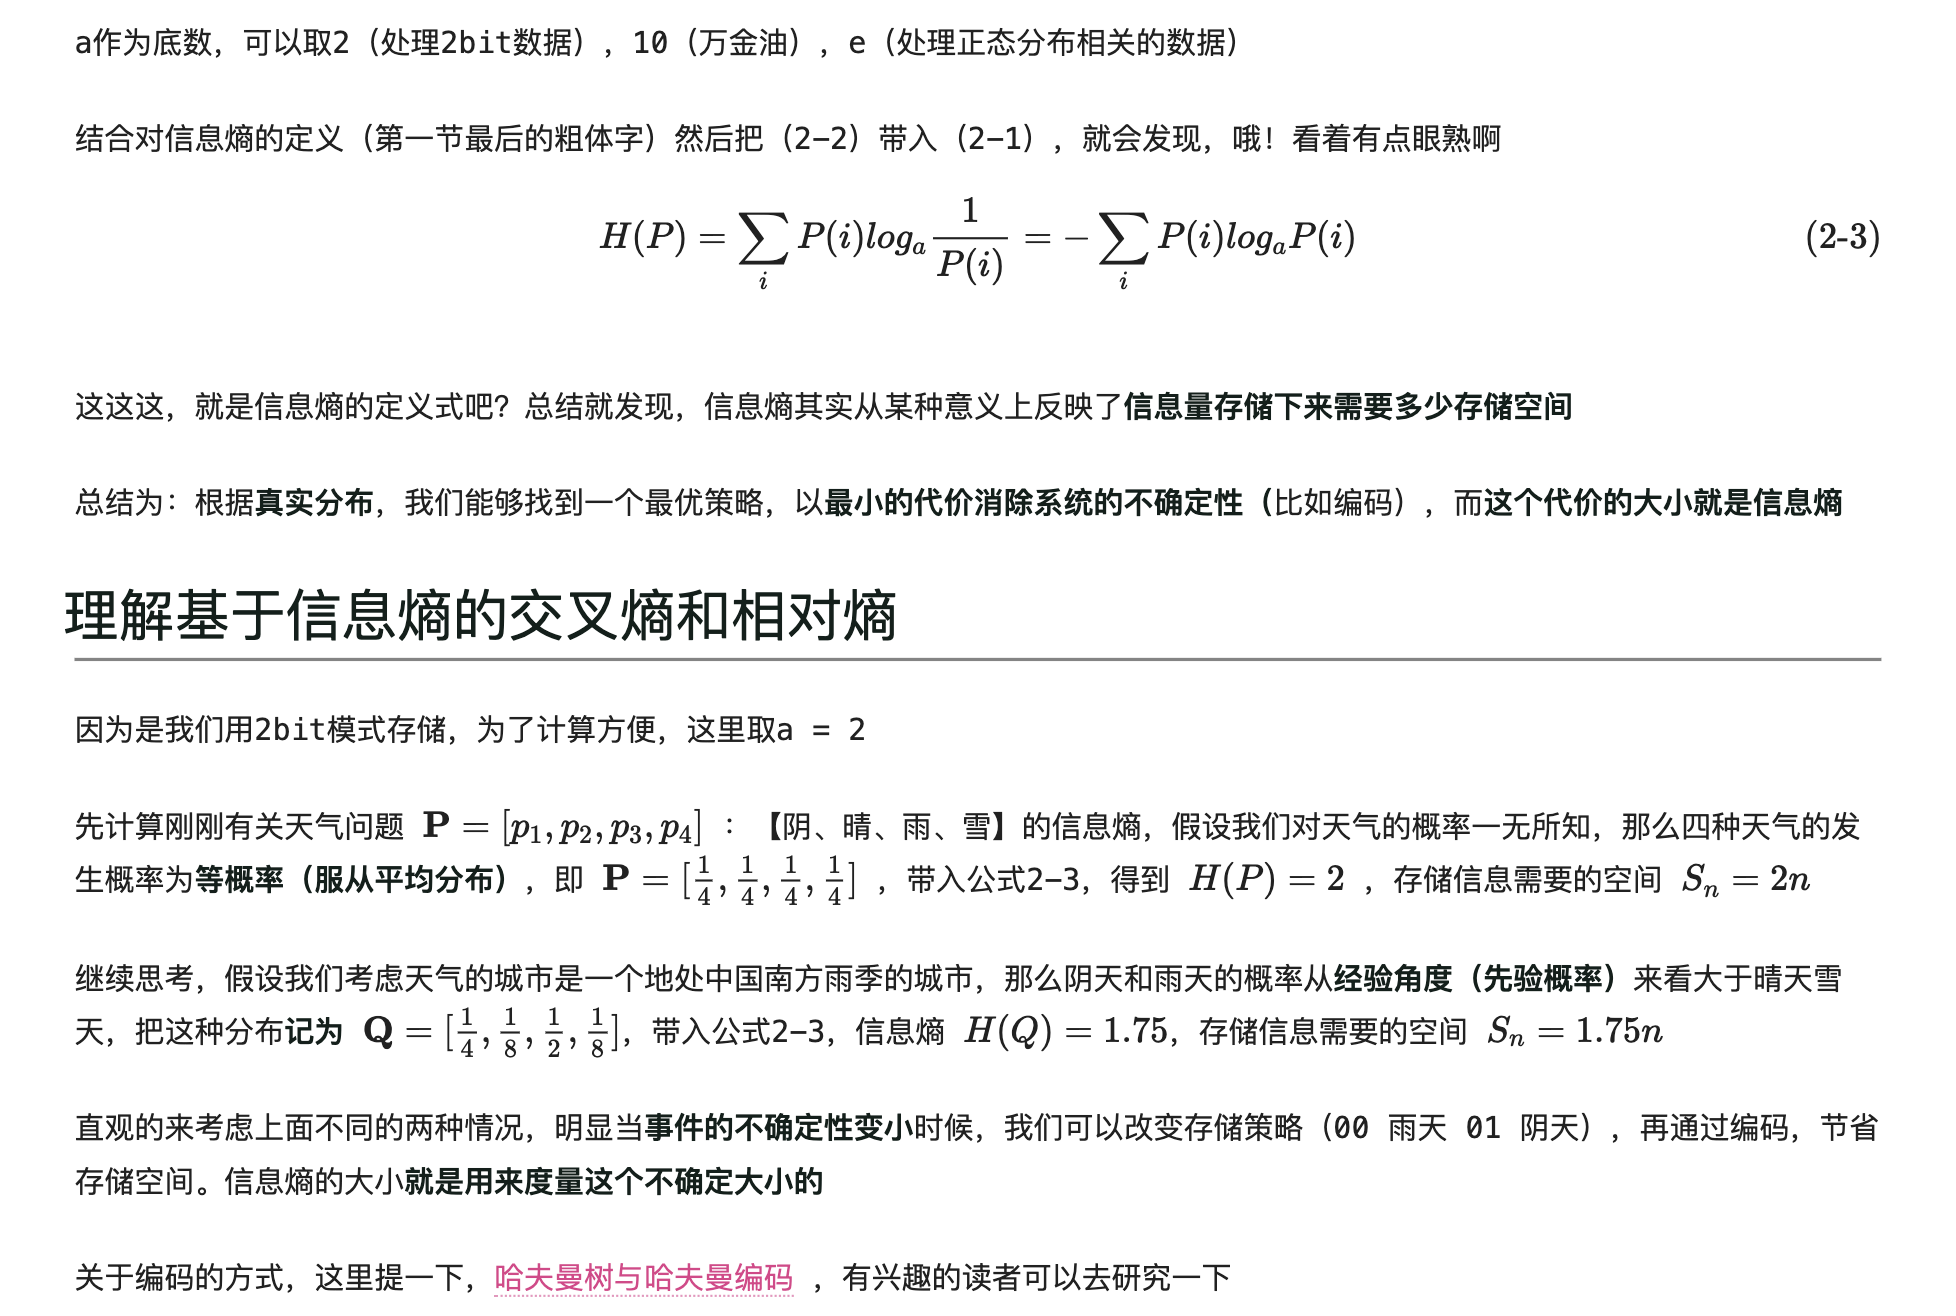 a作为底数，可以取2（处理2bit数据），10（万金油），e（处理正态分布相关的数据）
结合对信息熵的定义（第一节最后的粗体字）然后把（2-2）带入（2-1），就会发现，哦！看着有点眼熟啊
H(P) = ∑_i P(i)log_a 1/P(i) = − ∑_i P(i)log_a P(i) (2-3)
这这这，就是信息熵的定义式吧？总结就发现，信息熵其实从某种意义上反映了信息量存储下来需要多少存储空间
总结为：根据真实分布，我们能够找到一个最优策略，以最小的代价消除系统的不确定性（比如编码），而这个代价的大小就是信息熵
理解基于信息熵的交叉熵和相对熵
因为是我们用2bit模式存储，为了计算方便，这里取a = 2
先计算刚刚有关天气问题 P = [p₁, p₂, p₃, p₄] ：【阴、晴、雨、雪】的信息熵，假设我们对天气的概率一无所知，那么四种天气的发
生概率为等概率（服从平均分布），即 P = [1/4, 1/4, 1/4, 1/4] ，带入公式2-3，得到 H(P) = 2 ，存储信息需要的空间 Sₙ = 2n
继续思考，假设我们考虑天气的城市是一个地处中国南方雨季的城市，那么阴天和雨天的概率从经验角度（先验概率）来看大于晴天雪
天，把这种分布记为 Q = [1/4, 1/8, 1/2, 1/8]，带入公式2-3，信息熵 H(Q) = 1.75，存储信息需要的空间 Sₙ = 1.75n
直观的来考虑上面不同的两种情况，明显当事件的不确定性变小时候，我们可以改变存储策略（00 雨天 01 阴天），再通过编码，节省
存储空间。信息熵的大小就是用来度量这个不确定大小的
关于编码的方式，这里提一下，哈夫曼树与哈夫曼编码 ，有兴趣的读者可以去研究一下